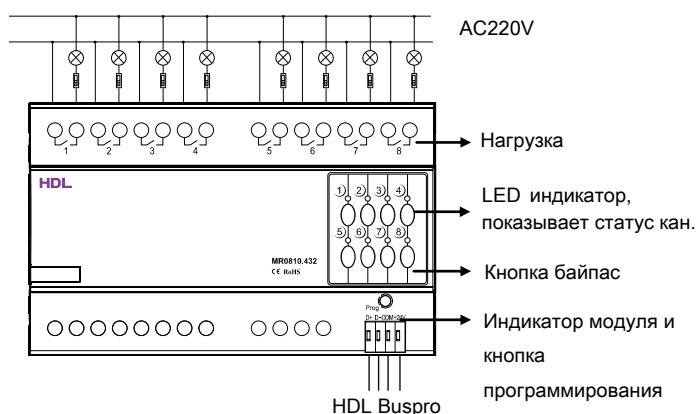 AC220V
1 2 3 4 5 6 7 8
Нагрузка
HDL
1 2 3 4
LED индикатор,
показывает статус кан.
5 6 7 8
MR0810.432
CE RoHS
Кнопка байпас
Prog
D+ D-COM+24V
Индикатор модуля и
кнопка
программирования
HDL Buspro